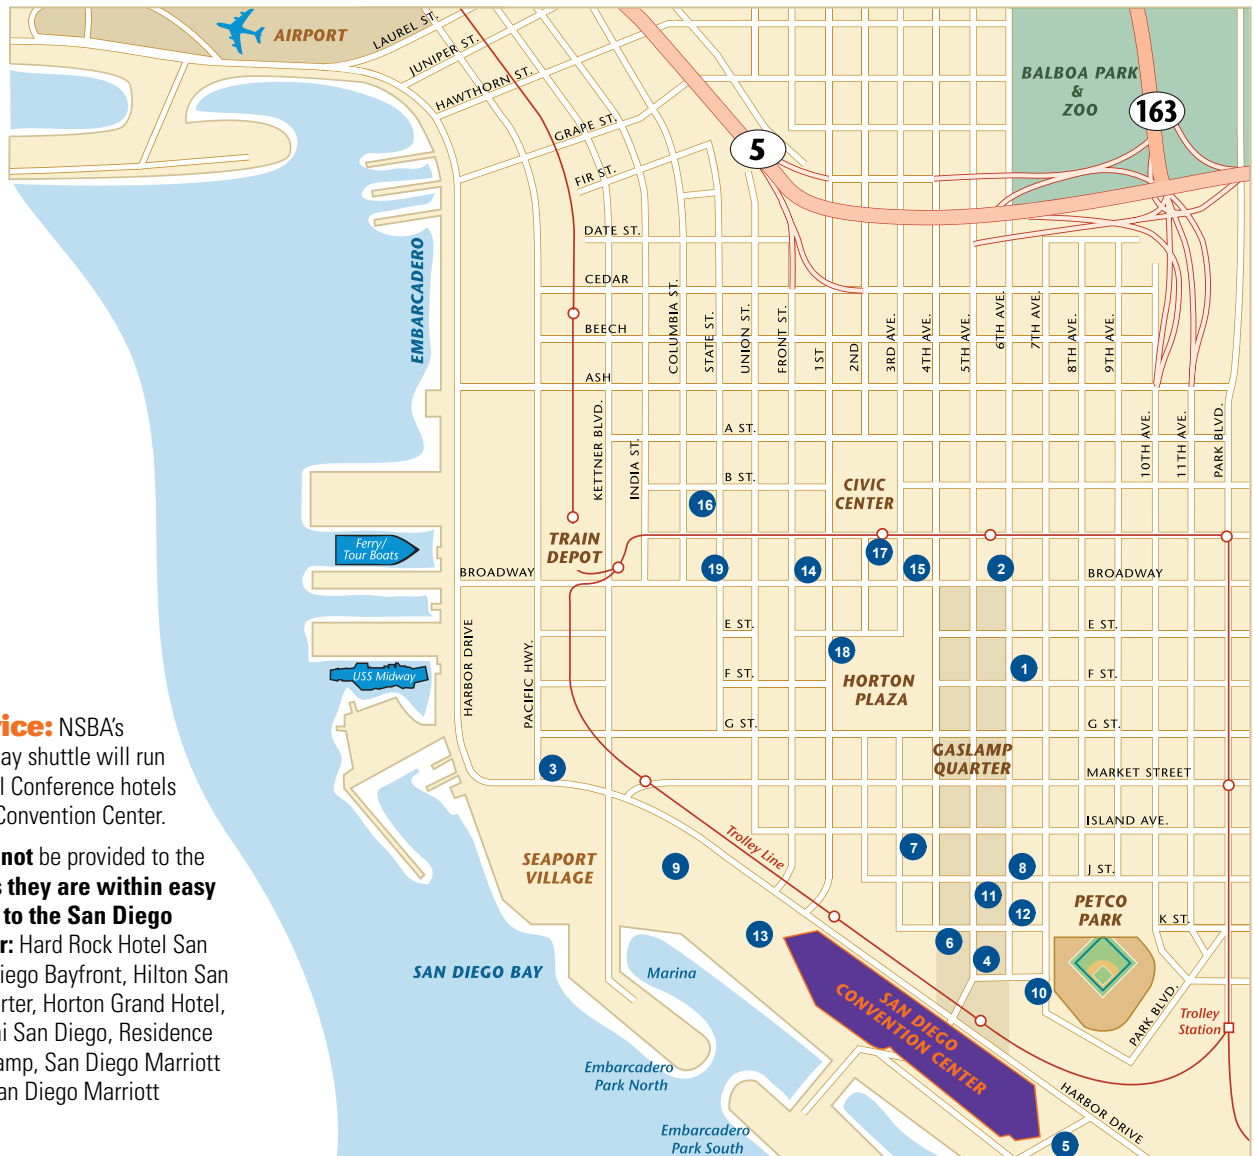 AIRPORT
LAUREL ST.
JUNIPER ST.
HAWTHORN ST.
GRAPE ST.
FIR ST.
DATE ST.
CEDAR
BEECH
ASH
5
163
BALBOA PARK
&
ZOO
EMBARCADERO
COLUMBIA ST.
STATE ST.
UNION ST.
FRONT ST.
1ST
2ND
3RD AVE.
4TH AVE.
5TH AVE.
6TH AVE.
7TH AVE.
8TH AVE.
9TH AVE.
10TH AVE.
11TH AVE.
PARK BLVD.
KETTNER BLVD.
INDIA ST.
A ST.
B ST.
CIVIC
CENTER
16
TRAIN
DEPOT
Ferry/
Tour Boats
17
BROADWAY
19
14
15
2
BROADWAY
HARBOR DRIVE
PACIFIC HWY.
E ST.
E ST.
18
1
USS Midway
F ST.
F ST.
HORTON
PLAZA
G ST.
G ST.
GASLAMP
QUARTER
3
MARKET STREET
ISLAND AVE.
Trolley Line
7
SEAPORT
VILLAGE
9
8
J ST.
11
12
PETCO
PARK
K ST.
13
6
4
SAN DIEGO BAY
Marina
10
PARK BLVD.
Trolley
Station
SAN DIEGO
CONVENTION CENTER
Embarcadero
Park North
HARBOR DRIVE
Embarcadero
Park South
5
vice: NSBA's
ay shuttle will run
l Conference hotels
Convention Center.
not be provided to the
s they are within easy
to the San Diego
r: Hard Rock Hotel San
Diego Bayfront, Hilton San
rter, Horton Grand Hotel,
ni San Diego, Residence
amp, San Diego Marriott
San Diego Marriott